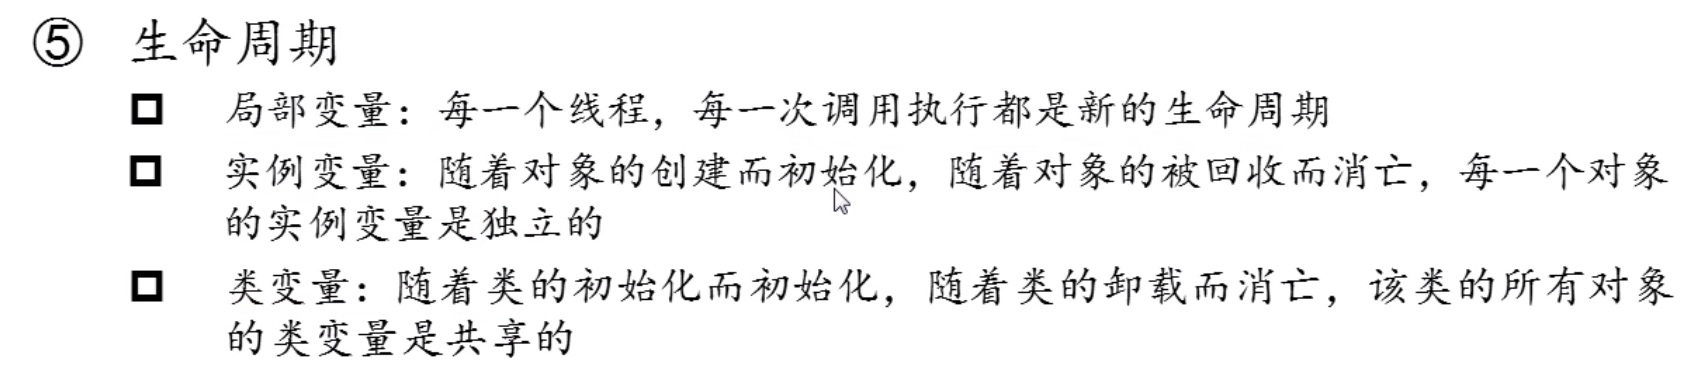 ⑤ 生命周期
局部变量：每一个线程，每一次调用执行都是新的生命周期
实例变量：随着对象的创建而初始化，随着对象的被回收而消亡，每一个对象
的实例变量是独立的
类变量：随着类的初始化而初始化，随着类的卸载而消亡，该类的所有对象
的类变量是共享的